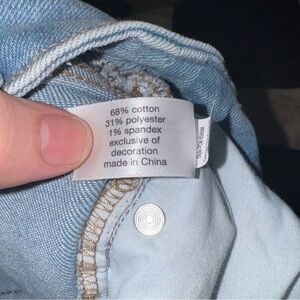 68% cotton
31% polyester
1% spandex
exclusive of
decoration
made in China